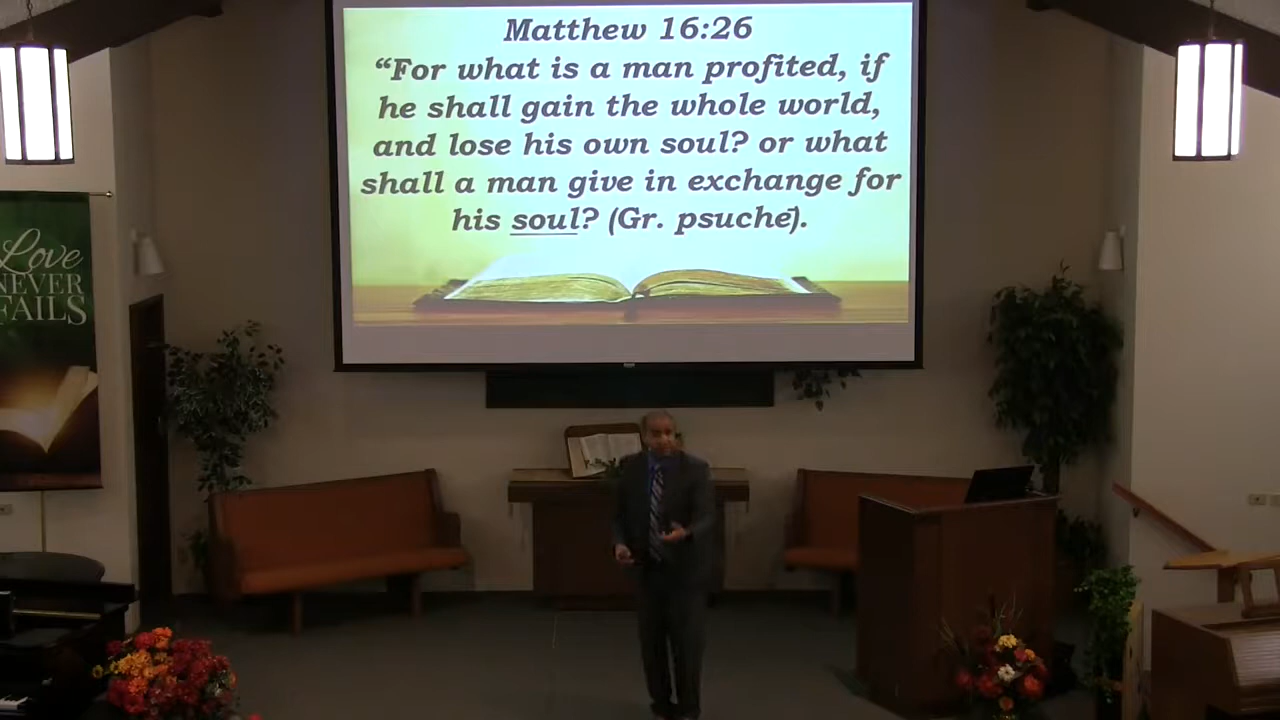 Matthew 16:26
“For what is a man profited, if
he shall gain the whole world,
and lose his own soul? or what
shall a man give in exchange for
his soul? (Gr. psuchē).
Love
NEVER
FAILS